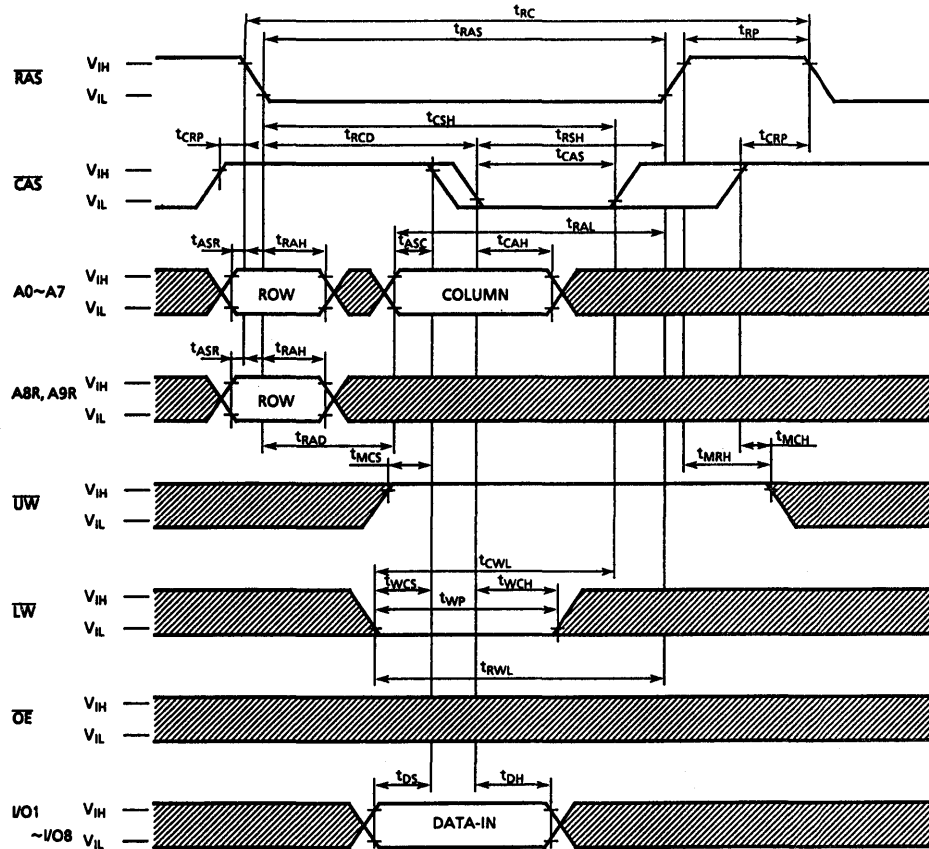 tRC
tRAS tRP
RAS VIH
VIL
tCSH
tCRP tRCD tRSH tCRP
tCAS
CAS VIH
VIL
tRAL
tASR tRAH tASC tCAH
A0~A7 VIH
VIL
ROW COLUMN
tASR tRAH
A8R, A9R VIH
VIL
ROW
tRAD
tMCS tMRH tMCH
UW VIH
VIL
tCWL
tWCS tWCH
tWP
LW VIH
VIL
tRWL
OE VIH
VIL
tDS tDH
I/O1 VIH
~I/O8 VIL
DATA-IN